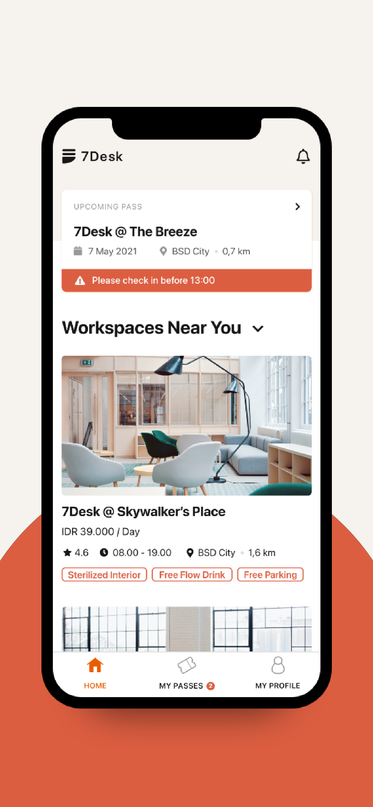 7Desk
UPCOMING PASS
7Desk @ The Breeze
7 May 2021 BSD City • 0,7 km
Please check in before 13:00
Workspaces Near You
7Desk @ Skywalker's Place
IDR 39.000 / Day
4.6 08.00 - 19.00 BSD City • 1,6 km
Sterilized Interior Free Flow Drink Free Parking
HOME MY PASSES 2 MY PROFILE